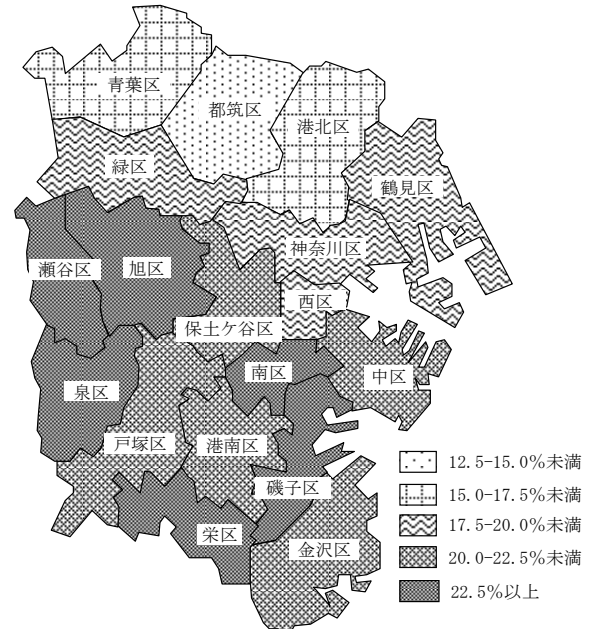 青葉区
都筑区
港北区
緑区
鶴見区
神奈川区
瀬谷区
旭区
西区
保土ケ谷区
南区
中区
泉区
戸塚区
港南区
磯子区
栄区
金沢区
12.5-15.0%未満
15.0-17.5%未満
17.5-20.0%未満
20.0-22.5%未満
22.5%以上